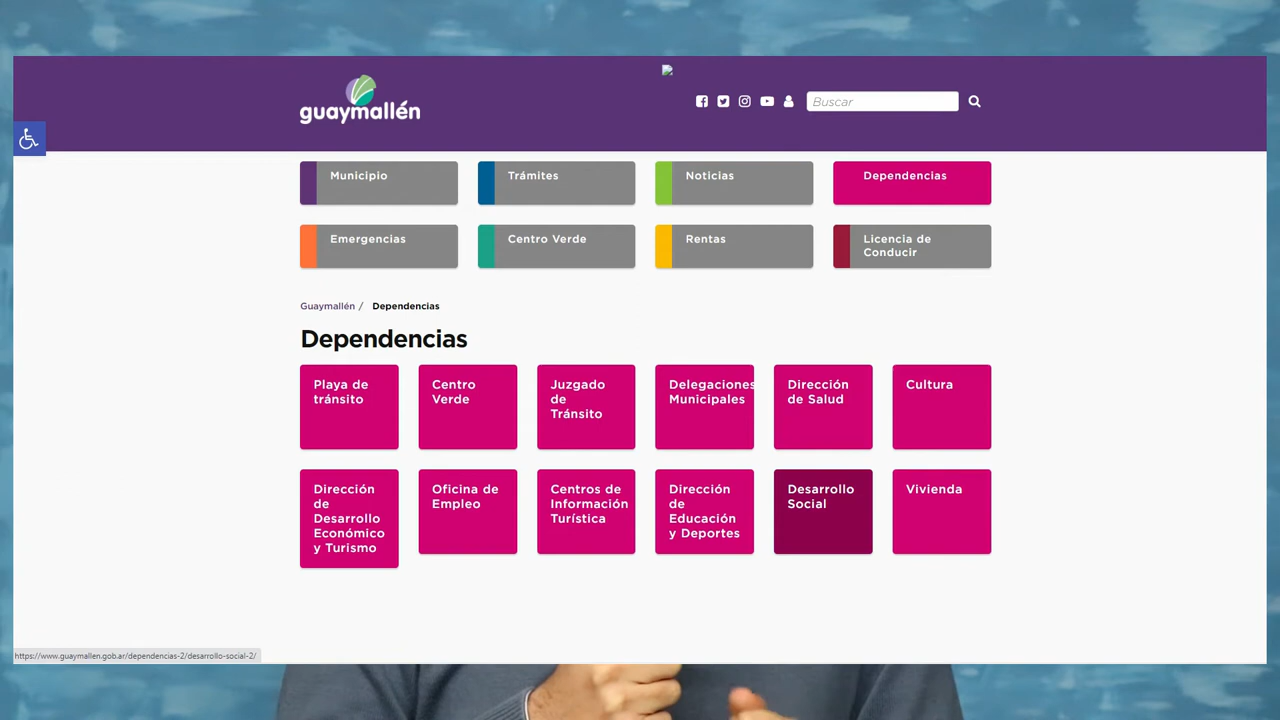 guaymallén
Buscar
Municipio
Trámites
Noticias
Dependencias
Emergencias
Centro Verde
Rentas
Licencia de
Conducir
Guaymallén / Dependencias
Dependencias
Playa de
tránsito
Centro
Verde
Juzgado
de
Tránsito
Delegaciones
Municipales
Dirección
de Salud
Cultura
Dirección
de
Desarrollo
Económico
y Turismo
Oficina de
Empleo
Centros de
Información
Turística
Dirección
de
Educación
y Deportes
Desarrollo
Social
Vivienda
https://www.guaymallen.gob.ar/dependencias-2/desarrollo-social-2/